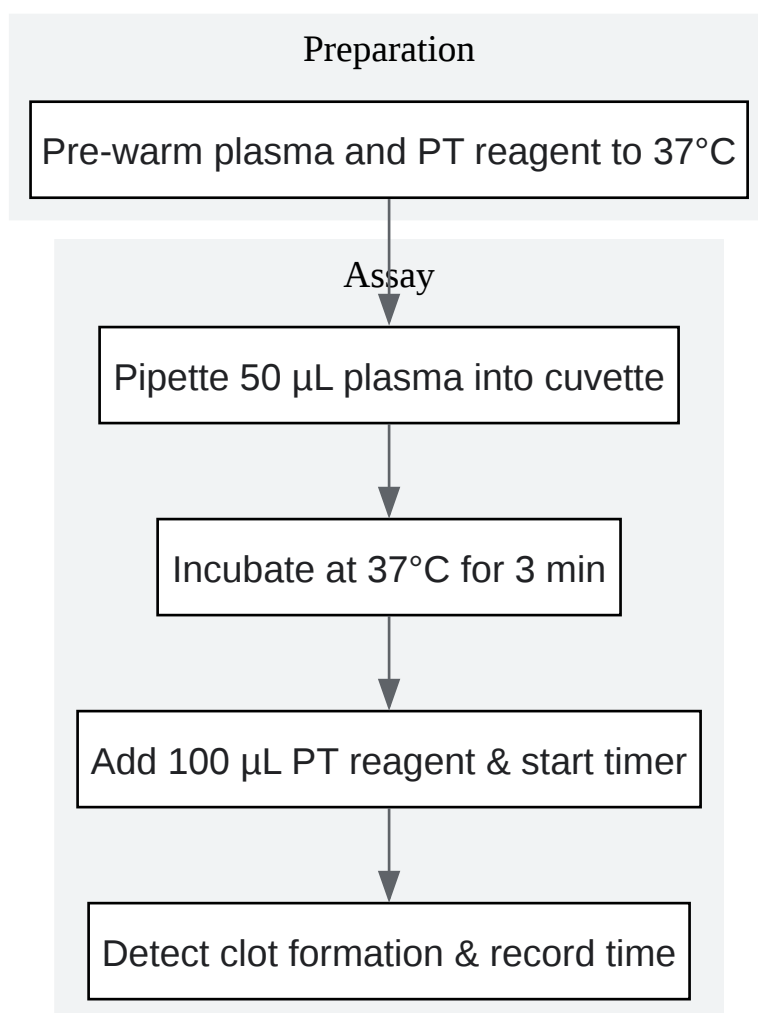 Preparation
Pre-warm plasma and PT reagent to 37°C
Assay
Pipette 50 µL plasma into cuvette
Incubate at 37°C for 3 min
Add 100 µL PT reagent & start timer
Detect clot formation & record time